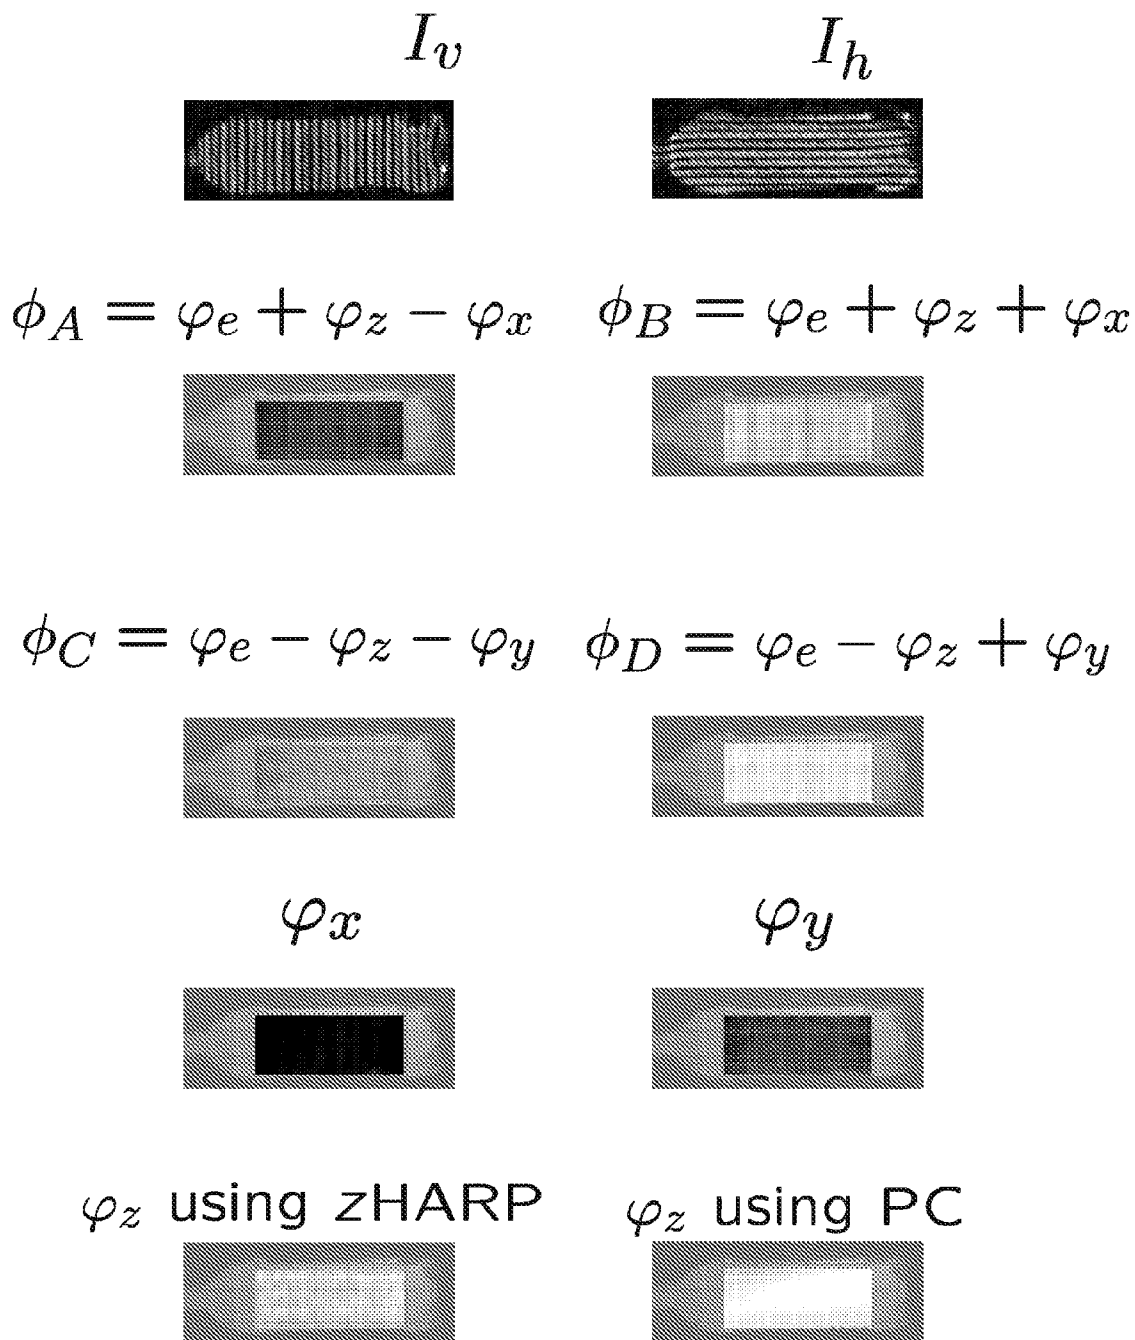 I_v I_h
ϕ_A = φ_e + φ_z − φ_x ϕ_B = φ_e + φ_z + φ_x
ϕ_C = φ_e − φ_z − φ_y ϕ_D = φ_e − φ_z + φ_y
φ_x φ_y
φ_z using zHARP φ_z using PC